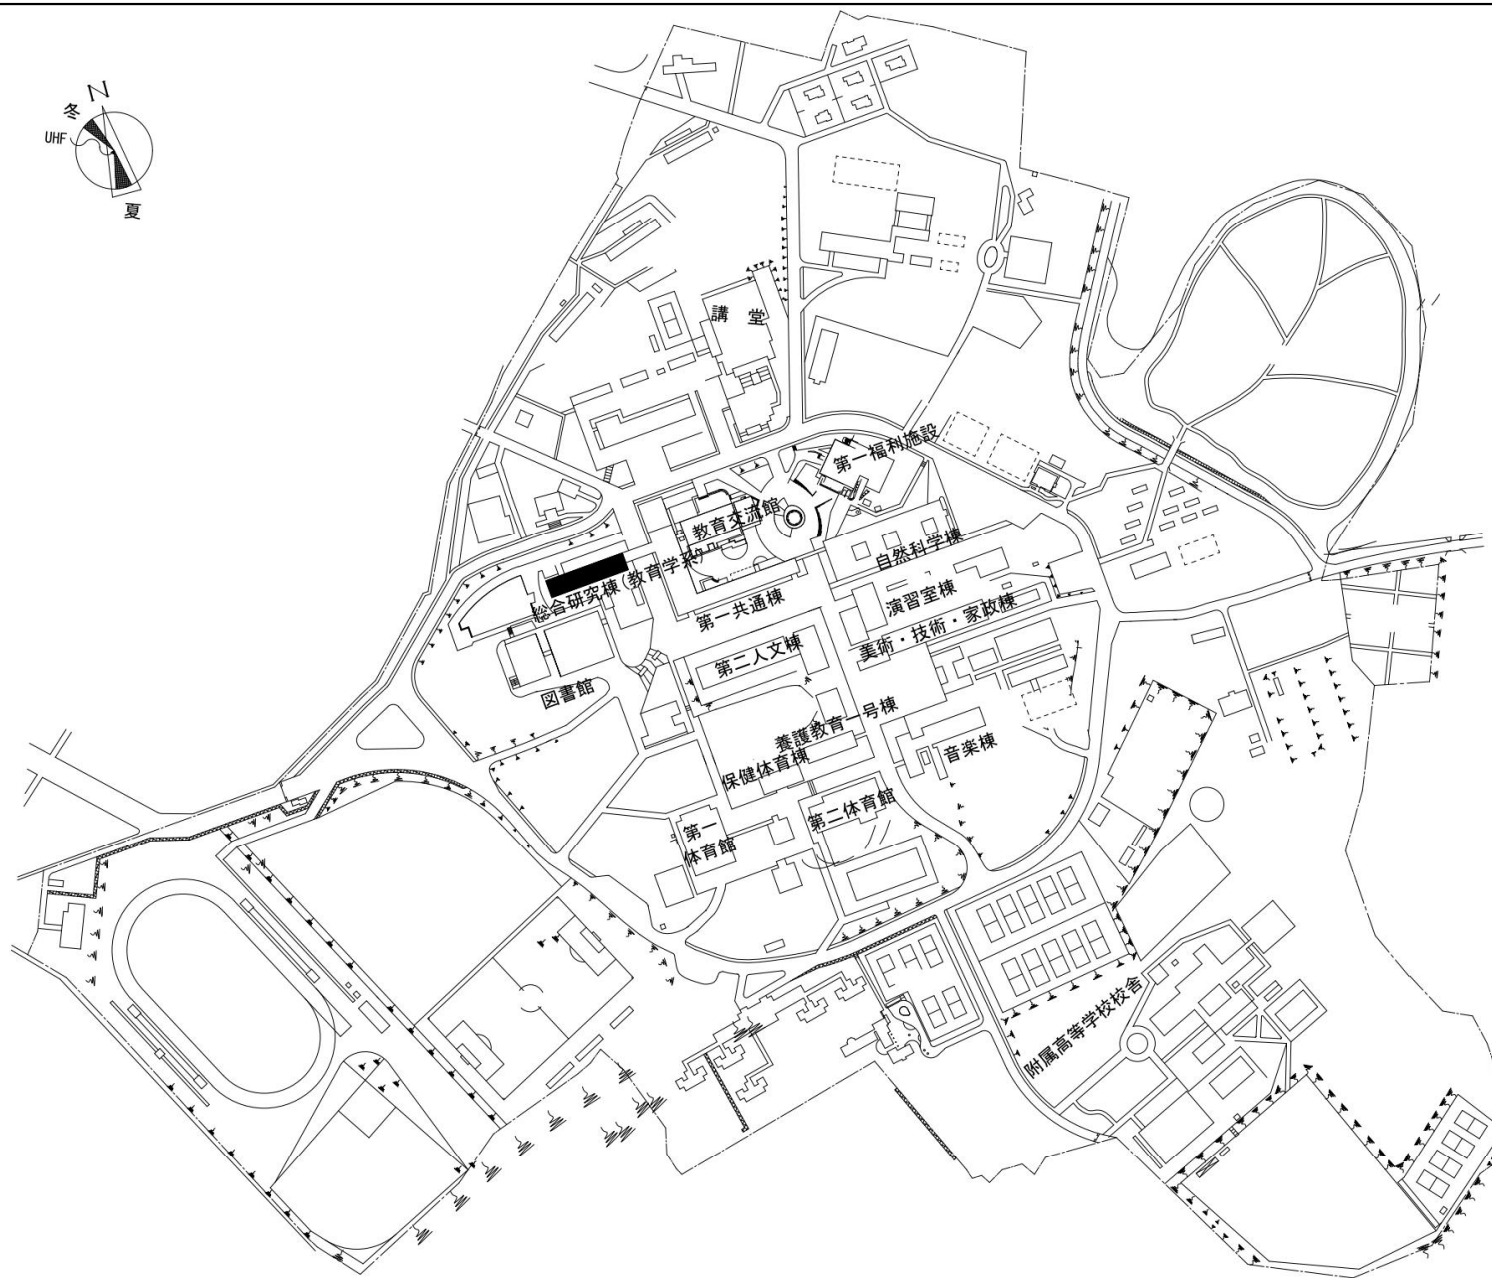 N
冬
UHF
夏
講 堂
第一福利施設
教育交流館
自然科学棟
総合研究棟(教育学系)
演習室棟
第一共通棟
美術・技術・家政棟
第二人文棟
図書館
養護教育一号棟
音楽棟
保健体育棟
第二体育館
第一
体育館
附属高等学校校舎